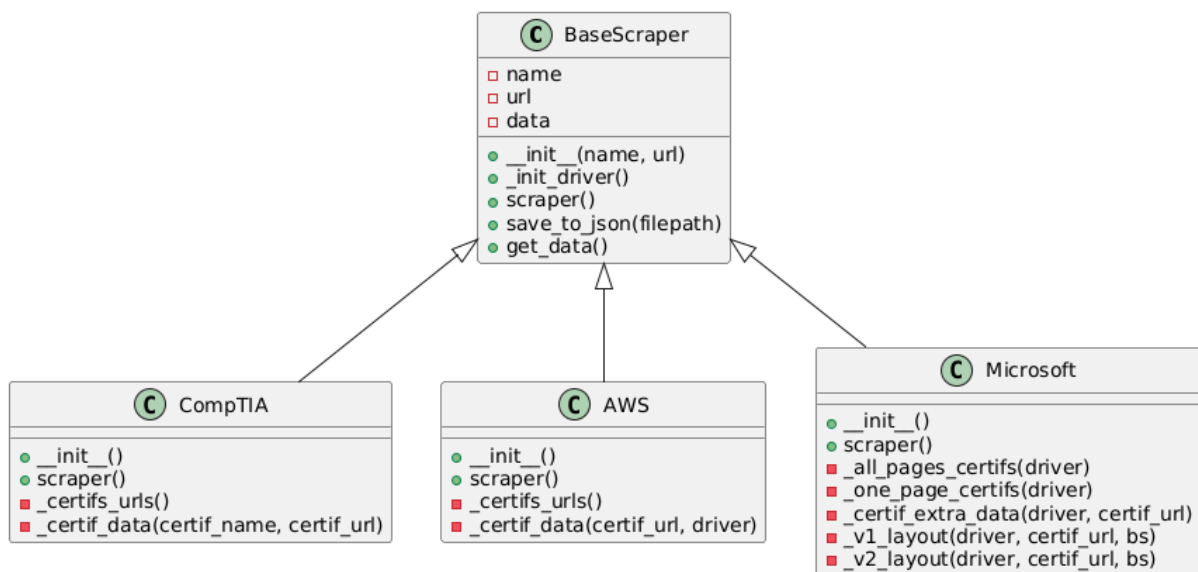 C BaseScraper
name
url
data
__init__(name, url)
_init_driver()
scraper()
save_to_json(filepath)
get_data()
C CompTIA
__init__()
scraper()
_certifs_urls()
_certif_data(certif_name, certif_url)
C AWS
__init__()
scraper()
_certifs_urls()
_certif_data(certif_url, driver)
C Microsoft
__init__()
scraper()
_all_pages_certifs(driver)
_one_page_certifs(driver)
_certif_extra_data(driver, certif_url)
_v1_layout(driver, certif_url, bs)
_v2_layout(driver, certif_url, bs)